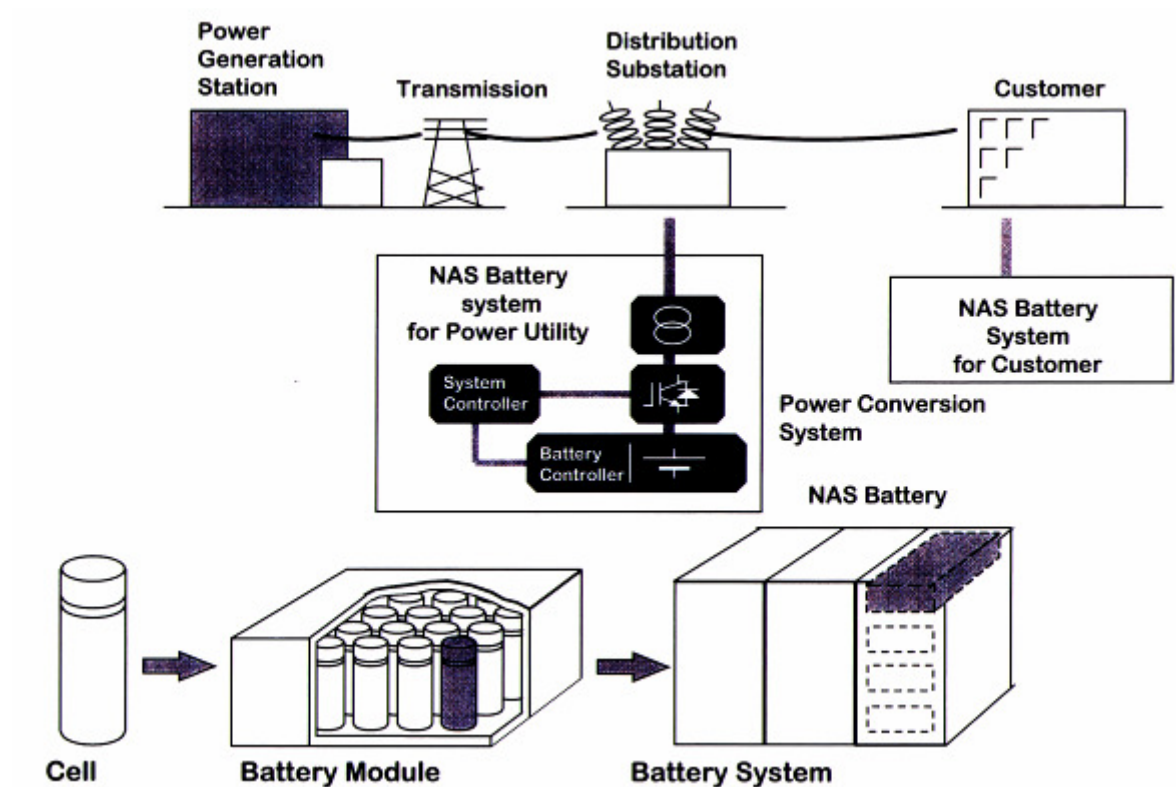 Power
Generation
Station
Transmission
Distribution
Substation
Customer
NAS Battery
system
for Power Utility
System
Controller
Battery
Controller
Power Conversion
System
NAS Battery
System
for Customer
NAS Battery
Cell
Battery Module
Battery System